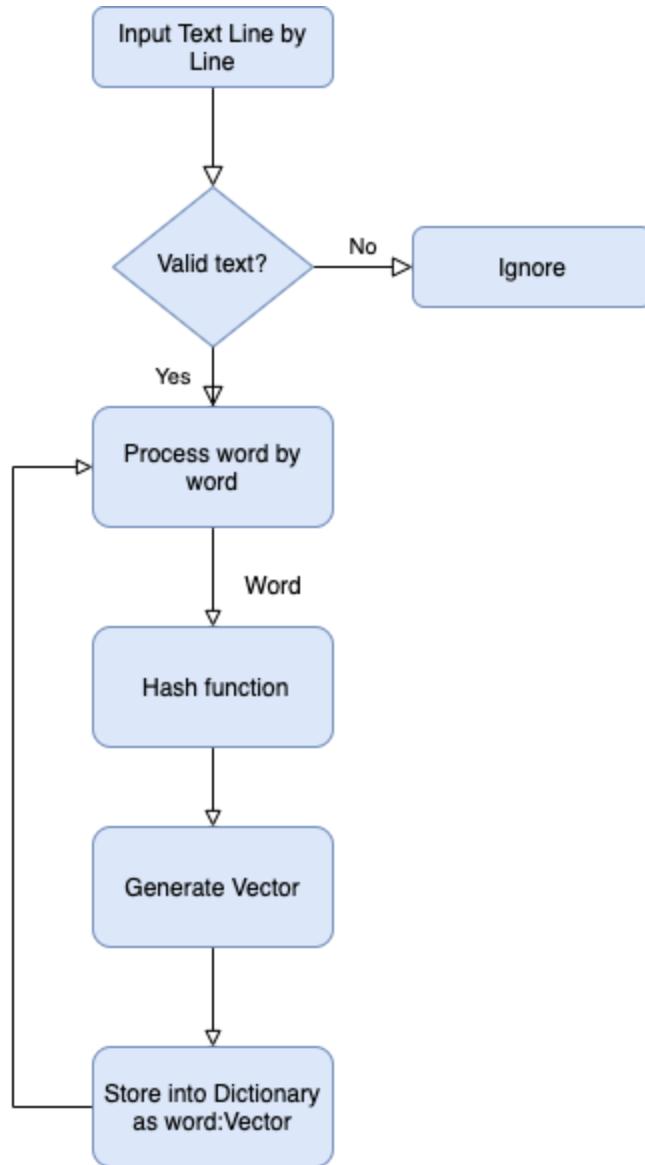 Input Text Line by
Line
Valid text?
No
Ignore
Yes
Process word by
word
Word
Hash function
Generate Vector
Store into Dictionary
as word:Vector